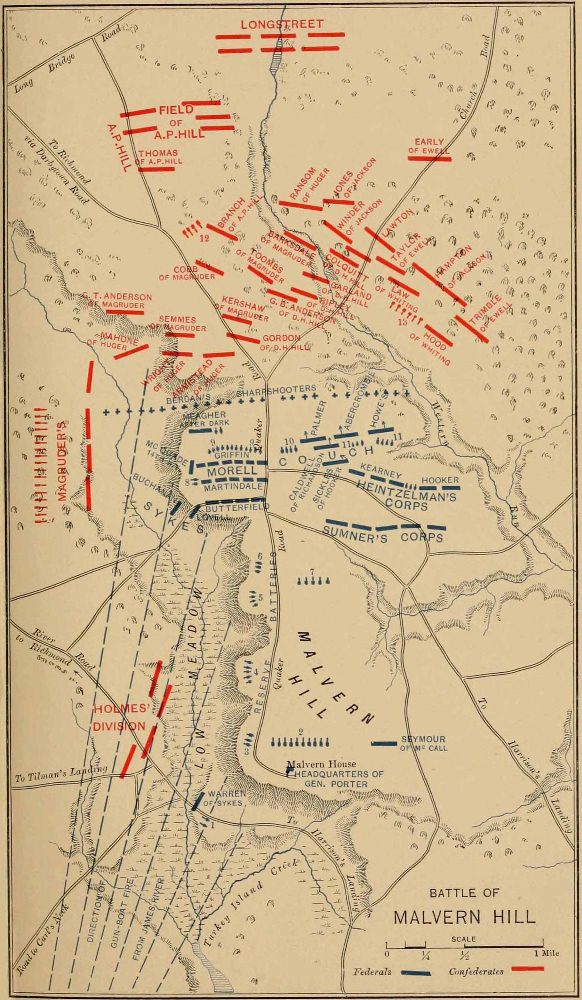 LONGSTREET
Long Bridge Road
Church Road
FIELD
OF
A.P.HILL
A.P.HILL
THOMAS
OF A.P.HILL
EARLY
OF EWELL
To Richmond
via Darbytown Road
RANSOM
OF HUGER
JONES
OF JACKSON
BRANCH
OF A.P.HILL
12
WINDER
OF JACKSON
LAWTON
BARKSDALE
OF MAGRUDER
TAYLOR
OF EWELL
COLQUITT
OF D.H.HILL
HAMPTON
OF JACKSON
COBB
OF MAGRUDER
TOOMBS
OF MAGRUDER
GARLAND
OF D.H.HILL
LAW
OF WHITING
RIPLEY
OF D.H.HILL
13
G.T. ANDERSON
OF MAGRUDER
KERSHAW
OF MAGRUDER
G.B. ANDERSON
OF D.H.HILL
TRIMBLE
OF EWELL
SEMMES
OF MAGRUDER
HOOD
OF WHITING
MAHONE
OF HUGER
GORDON
OF D.H.HILL
WRIGHT
OF HUGER
ARMISTEAD
OF HUGER
Road
BERDAN'S SHARPSHOOTERS
MEAGHER
AFTER DARK
PALMER
ABERCROMBIE
HOWE
Western Run
Quaker
9
9
GRIFFIN
10
11
11
COUCH
MAGRUDER'S
MORELL
8
MARTINDALE
CALDWELL
OF RICHARDSON
SICKLES
OF HOOKER
KEARNEY
HOOKER
HEINTZELMAN'S
CORPS
BUCHANAN
BUTTERFIELD
LOVELL
SYKES
SUMNER'S CORPS
Road
6
7
5
BATTERIES
MEADOW
River Road
to Richmond
MALVERN
HILL
4
Quaker
RESERVE
To Harrison's Landing
HOLMES'
DIVISION
LOW
3
2
SEYMOUR
OF McCALL
Malvern House
HEADQUARTERS OF
GEN. PORTER
To Tilman's Landing
WARREN
OF SYKES
1
To Harrison's Landing
DIRECTION OF
GUN-BOAT FIRE
FROM JAMES RIVER
Turkey Island Creek
Road to Curl's Neck
BATTLE OF
MALVERN HILL
SCALE
0 ¼ ½ 1 Mile
Federals Confederates